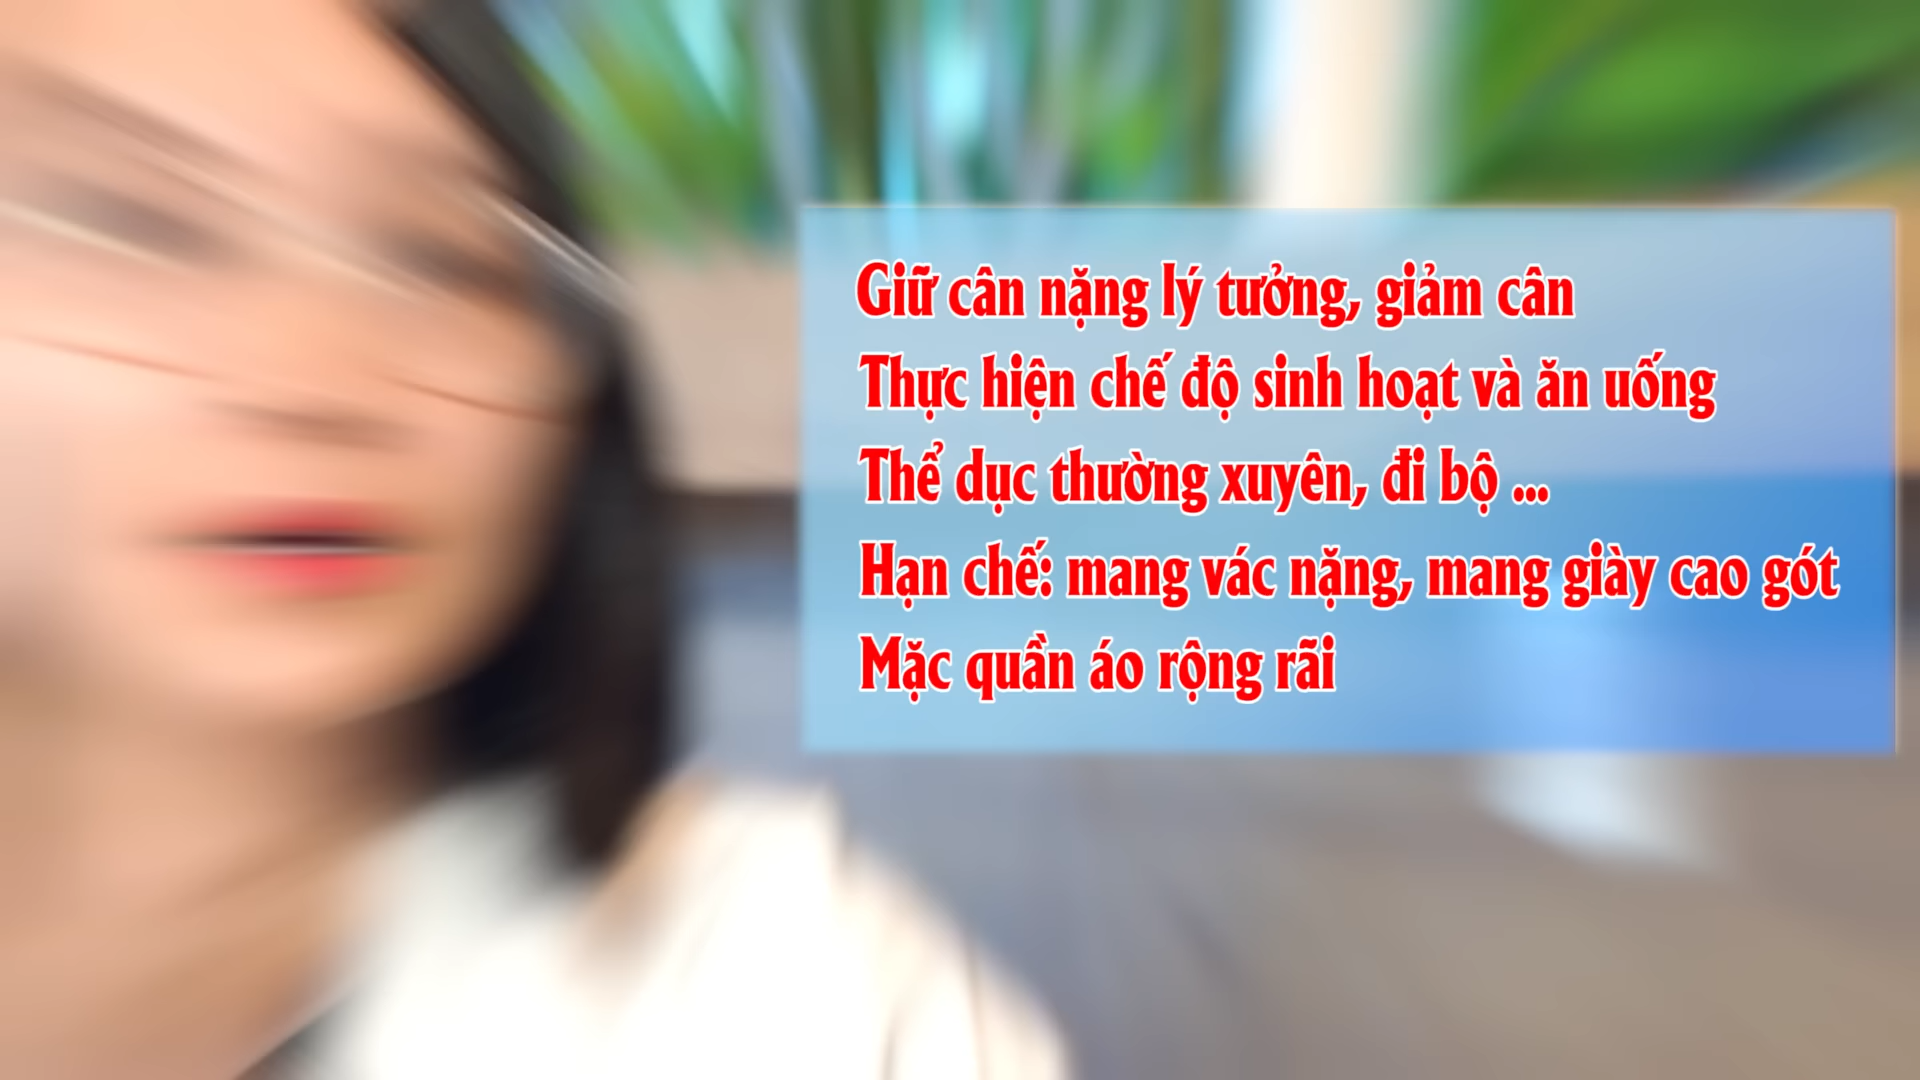 Giữ cân nặng lý tưởng, giảm cân
Thực hiện chế độ sinh hoạt và ăn uống
Thể dục thường xuyên, đi bộ ...
Hạn chế: mang vác nặng, mang giày cao gót
Mặc quần áo rộng rãi